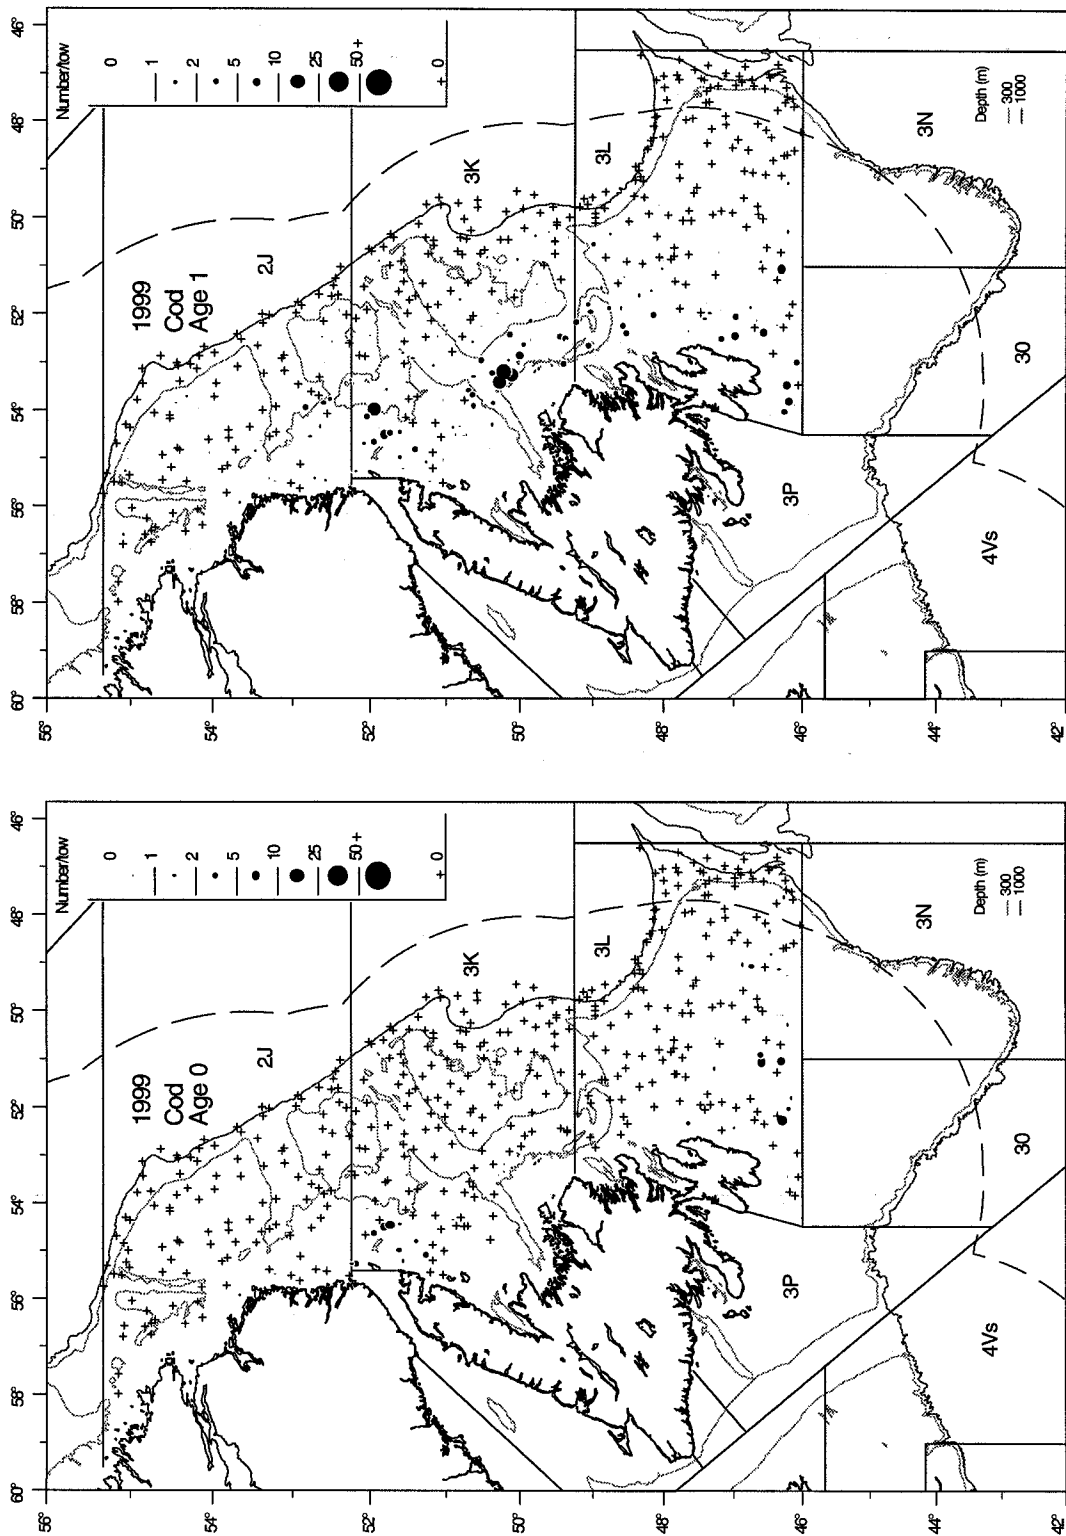 60° 58° 56° 54° 52° 50° 48° 46°
56°
54°
52°
50°
48°
46°
44°
42°
1999
Cod
Age 0
Number/tow
0
1
2
5
10
25
50+
+ 0
2J
3K
3L
3P
3N
3O
4Vs
Depth (m)
300
1000
60° 58° 56° 54° 52° 50° 48° 46°
56°
54°
52°
50°
48°
46°
44°
42°
1999
Cod
Age 1
Number/tow
0
1
2
5
10
25
50+
+ 0
2J
3K
3L
3P
3N
3O
4Vs
Depth (m)
300
1000